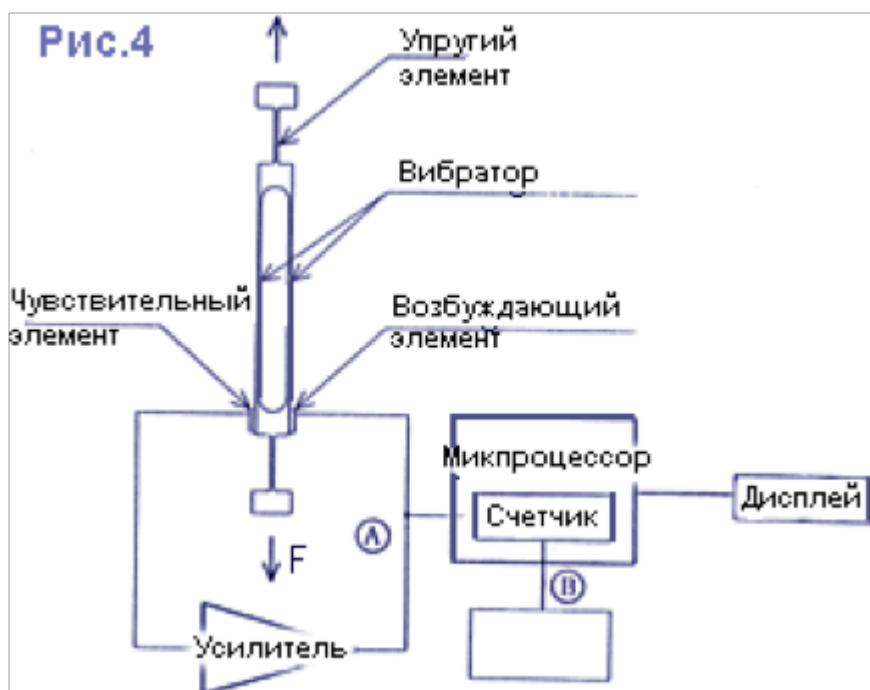 Рис.4
Упругий
элемент
Вибратор
Чувствительный
элемент
Возбуждающий
элемент
Микпроцессор
Счетчик
Дисплей
A
F
B
Усилитель